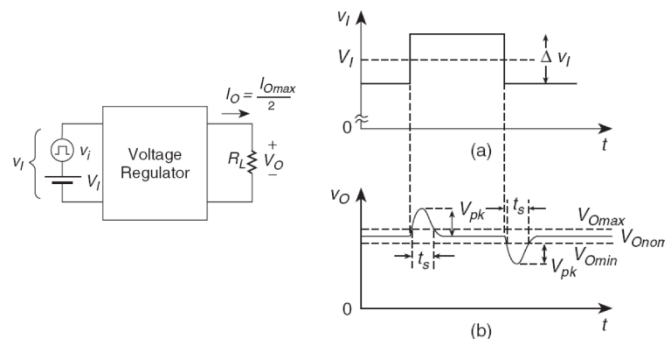 I_O = I_Omax / 2
v_I
v_i
V_I
Voltage
Regulator
R_L
+
V_O
−
v_I
V_I
Δ v_I
0
t
(a)
v_O
V_pk
t_s
V_Omax
V_Onom
V_Omin
t_s
V_pk
0
t
(b)